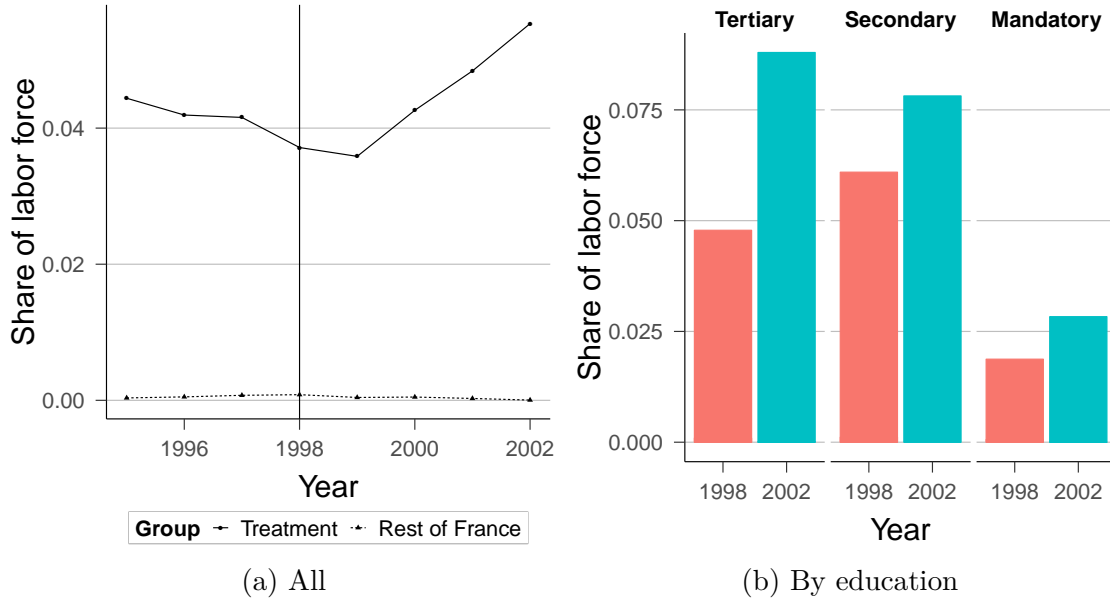 Share of labor force
0.04
0.02
0.00
1996 1998 2000 2002
Year
Group Treatment Rest of France
(a) All
Tertiary Secondary Mandatory
Share of labor force
0.075
0.050
0.025
0.000
1998 2002 1998 2002 1998 2002
Year
(b) By education